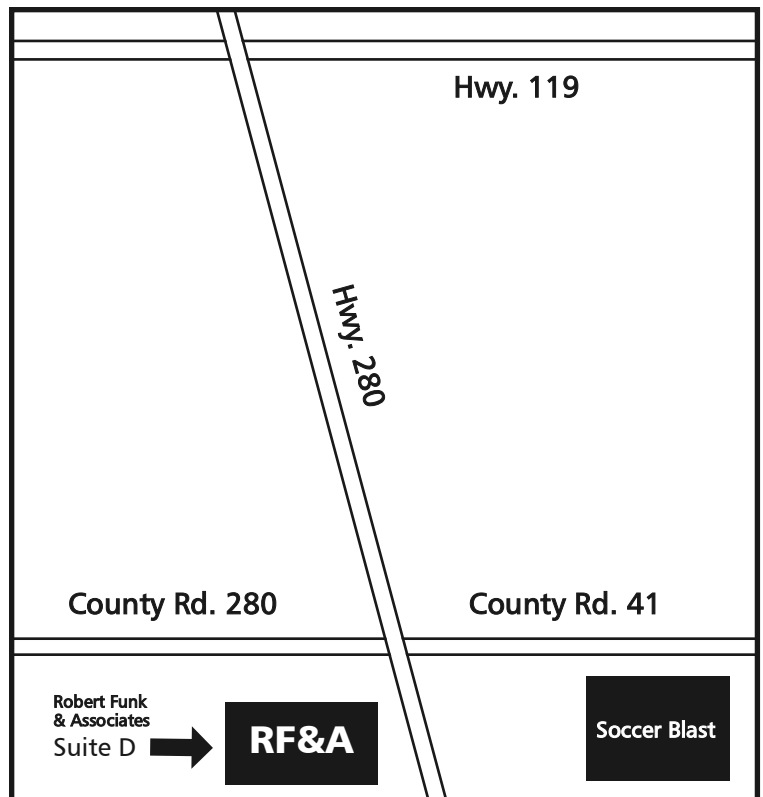 Hwy. 119
Hwy. 280
County Rd. 280
County Rd. 41
Robert Funk
& Associates
Suite D
RF&A
Soccer Blast